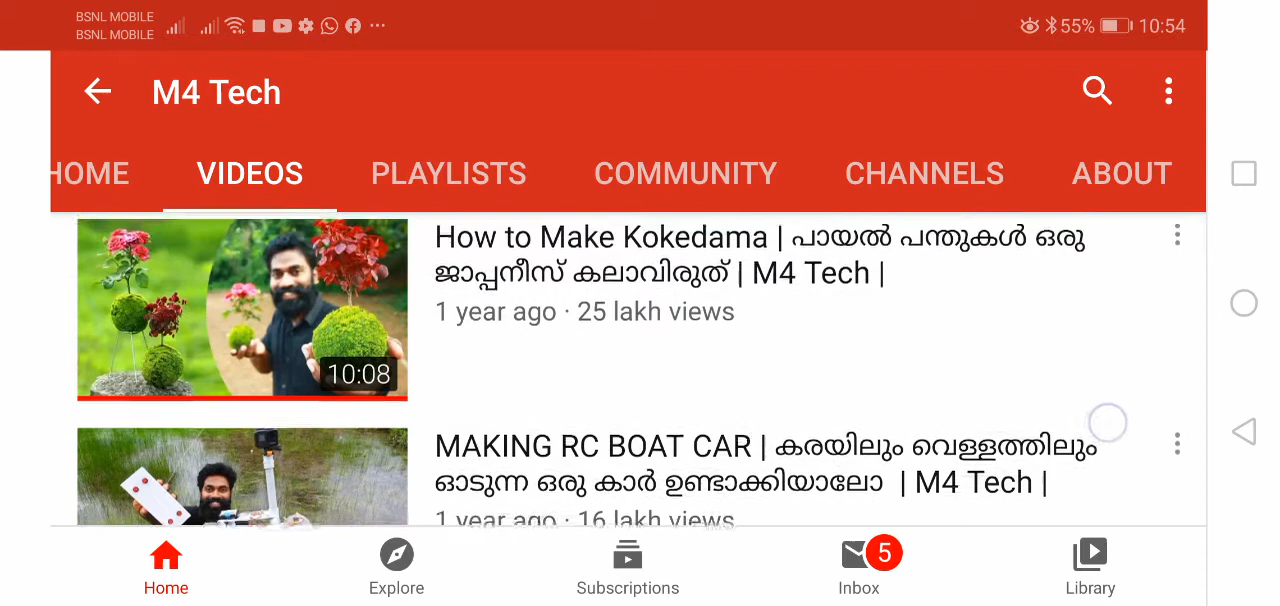 BSNL MOBILE
BSNL MOBILE
55%
10:54
M4 Tech
HOME VIDEOS PLAYLISTS COMMUNITY CHANNELS ABOUT
How to Make Kokedama | പായൽ പന്തുകൾ ഒരു
ജാപ്പനീസ് കലാവിരുത് | M4 Tech |
1 year ago · 25 lakh views
10:08
MAKING RC BOAT CAR | കരയിലും വെള്ളത്തിലും
ഓടുന്ന ഒരു കാർ ഉണ്ടാക്കിയാലോ | M4 Tech |
1 year ago · 16 lakh views
5
Home Explore Subscriptions Inbox Library